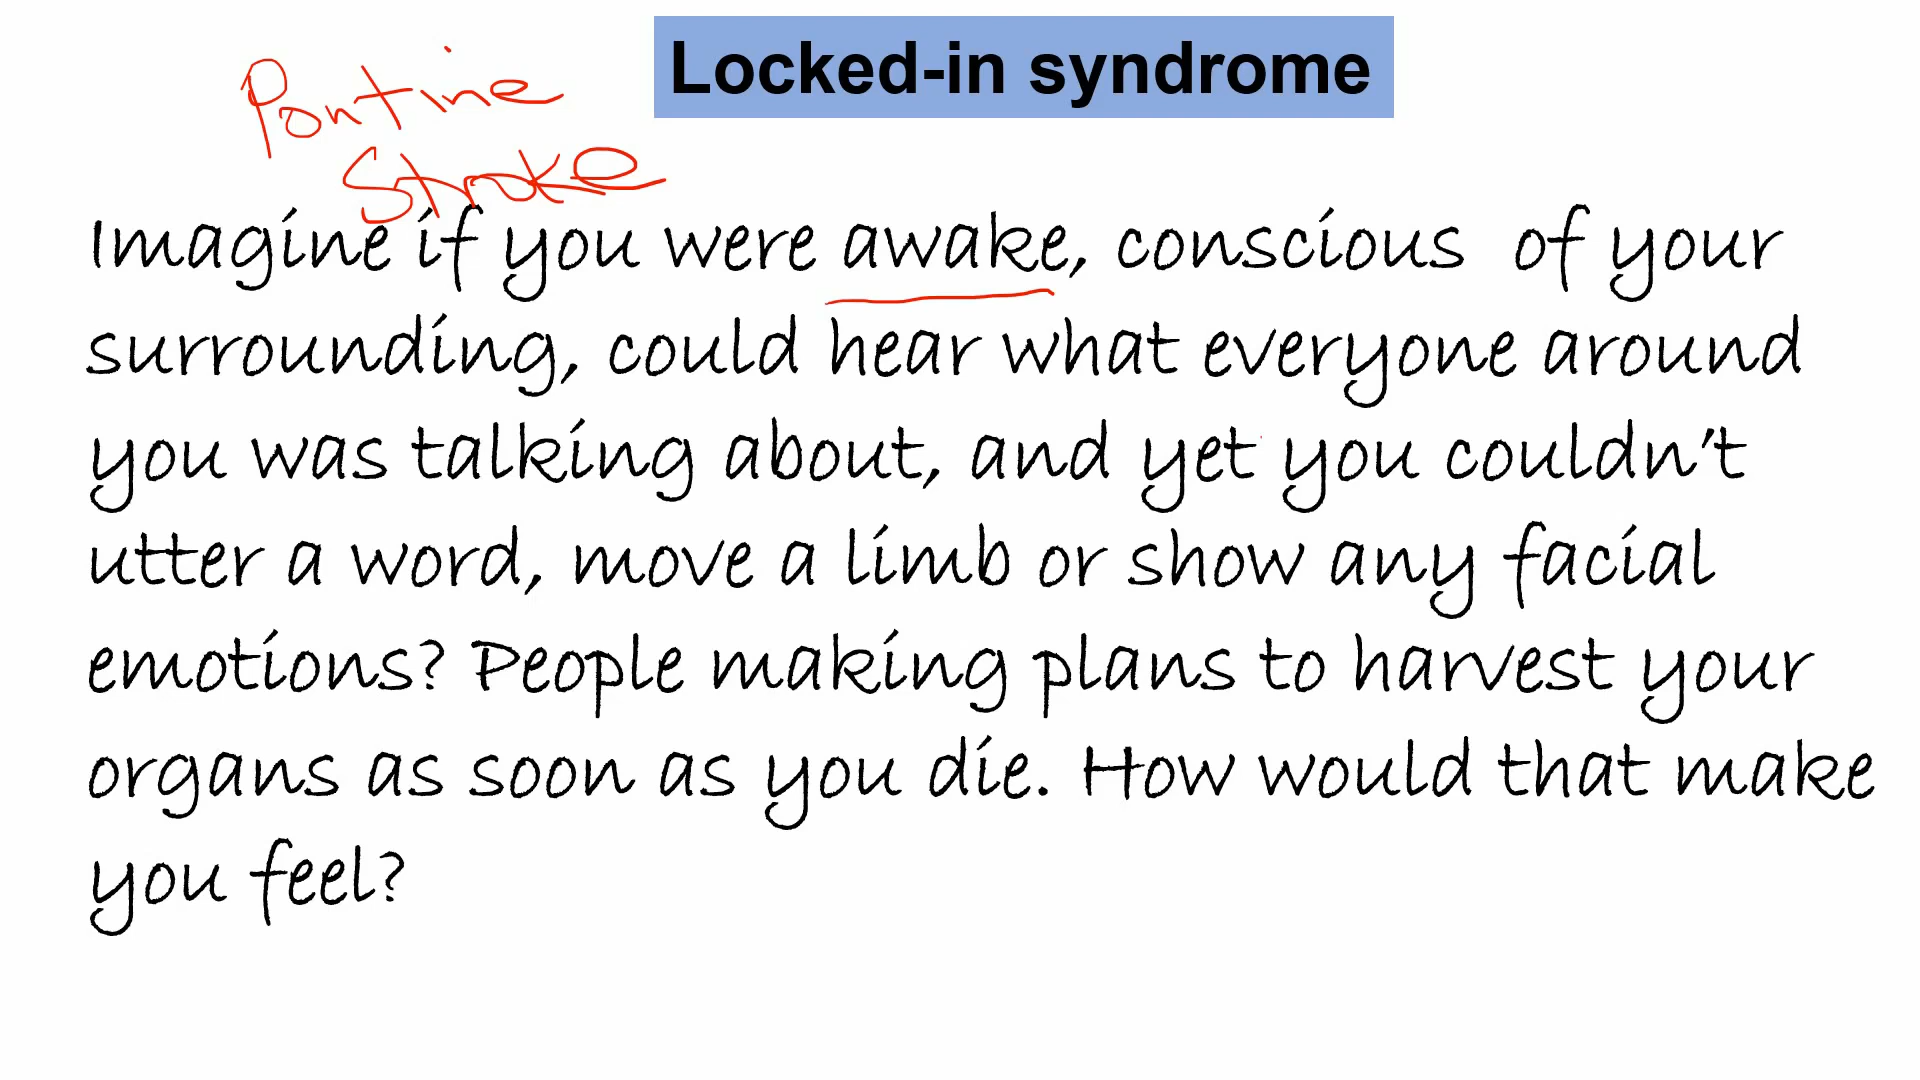 Locked-in syndrome
Pontine
Stroke
Imagine if you were awake, conscious of your
surrounding, could hear what everyone around
you was talking about, and yet you couldn't
utter a word, move a limb or show any facial
emotions? People making plans to harvest your
organs as soon as you die. How would that make
you feel?